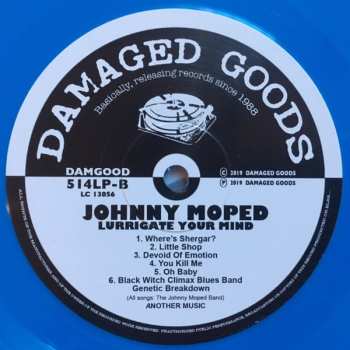 DAMAGED GOODS
Basically, releasing records since 1988
DAMGOOD
514LP-B
LC 13056
C 2019 DAMAGED GOODS
P 2019 DAMAGED GOODS
JOHNNY MOPED
LURRIGATE YOUR MIND
1. Where's Shergar?
2. Little Shop
3. Devoid Of Emotion
4. You Kill Me
5. Oh Baby
6. Black Witch Climax Blues Band
Genetic Breakdown
(All songs: The Johnny Moped Band)
ANOTHER MUSIC